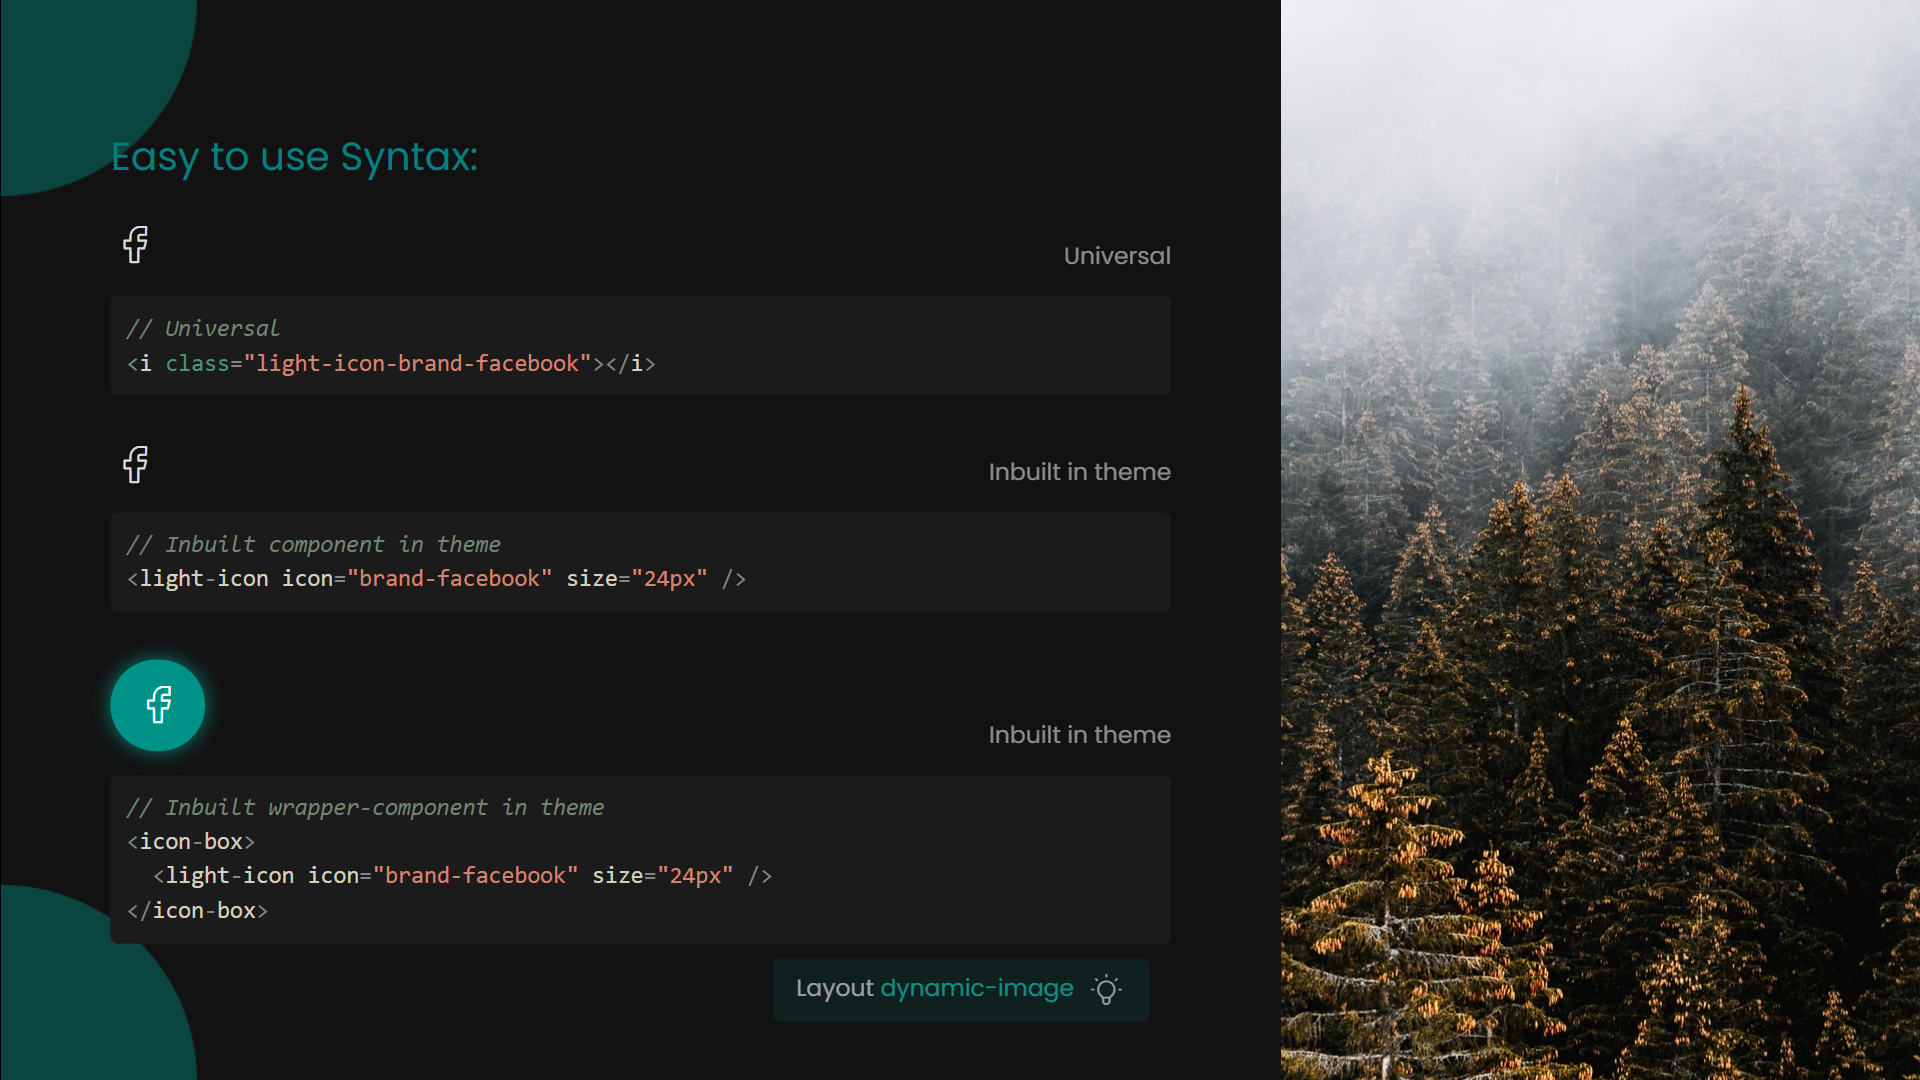 Easy to use Syntax:
Universal
// Universal
<i class="light-icon-brand-facebook"></i>
Inbuilt in theme
// Inbuilt component in theme
<light-icon icon="brand-facebook" size="24px" />
Inbuilt in theme
// Inbuilt wrapper-component in theme
<icon-box>
<light-icon icon="brand-facebook" size="24px" />
</icon-box>
Layout dynamic-image